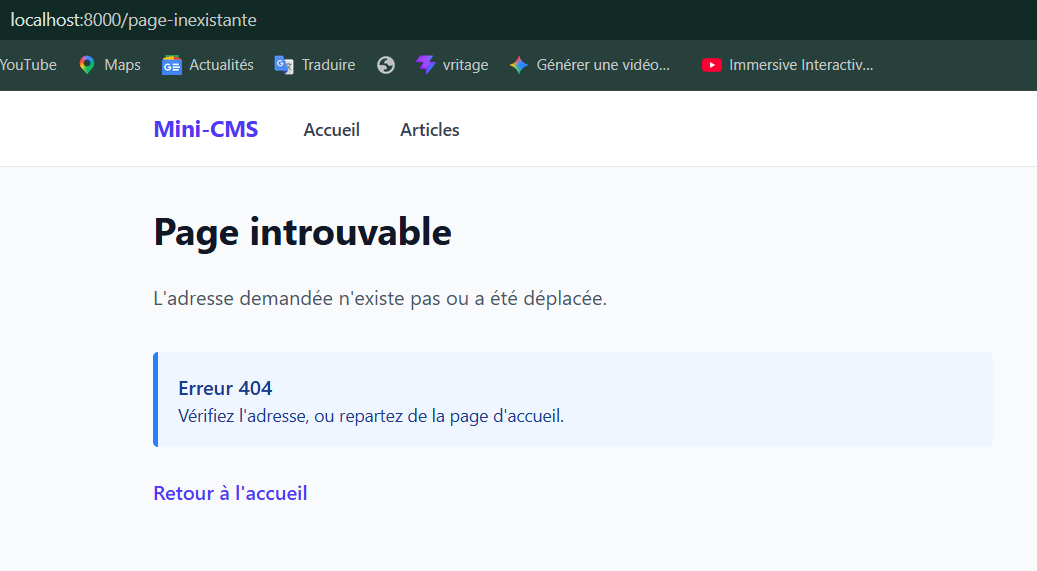 localhost:8000/page-inexistante
YouTube Maps Actualités Traduire vritage Générer une vidéo... Immersive Interactiv...
Mini-CMS Accueil Articles
Page introuvable
L'adresse demandée n'existe pas ou a été déplacée.
Erreur 404
Vérifiez l'adresse, ou repartez de la page d'accueil.
Retour à l'accueil